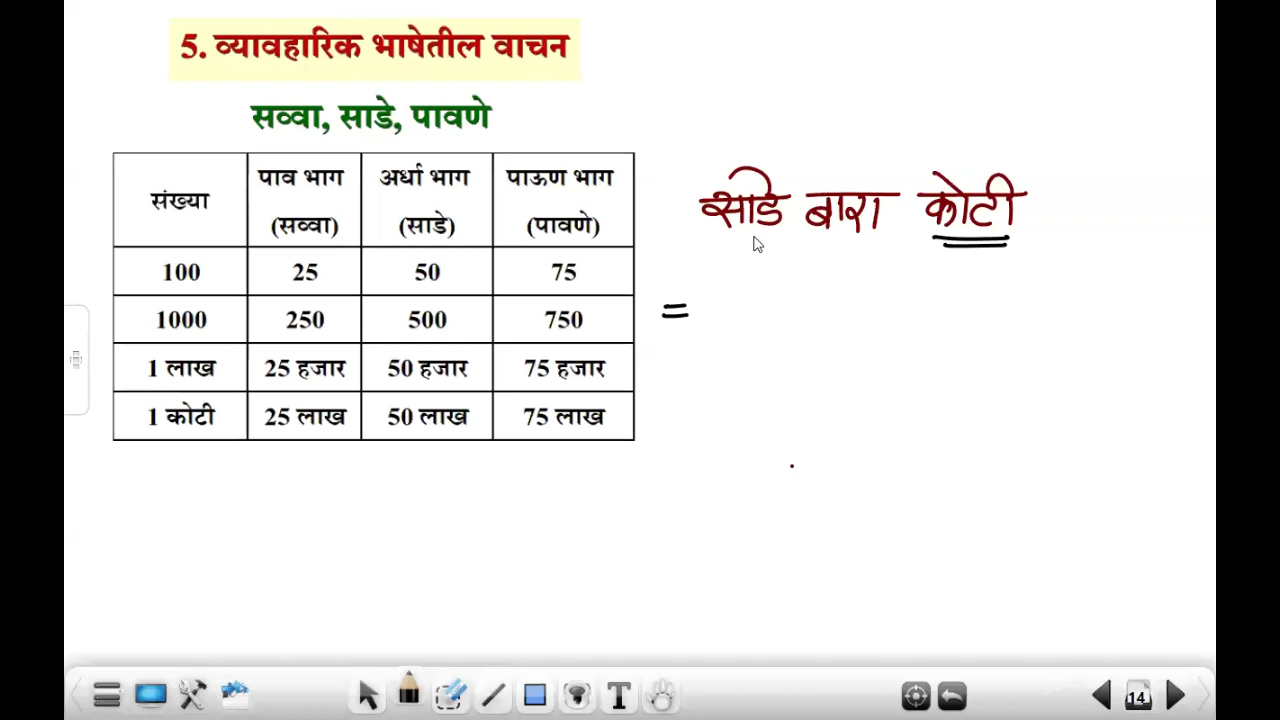 5. व्यावहारिक भाषेतील वाचन
सव्वा, साडे, पावणे
संख्या पाव भाग (सव्वा) अर्धा भाग (साडे) पाऊण भाग (पावणे)
100 25 50 75
1000 250 500 750
1 लाख 25 हजार 50 हजार 75 हजार
1 कोटी 25 लाख 50 लाख 75 लाख
साडे बारा कोटी
=
14